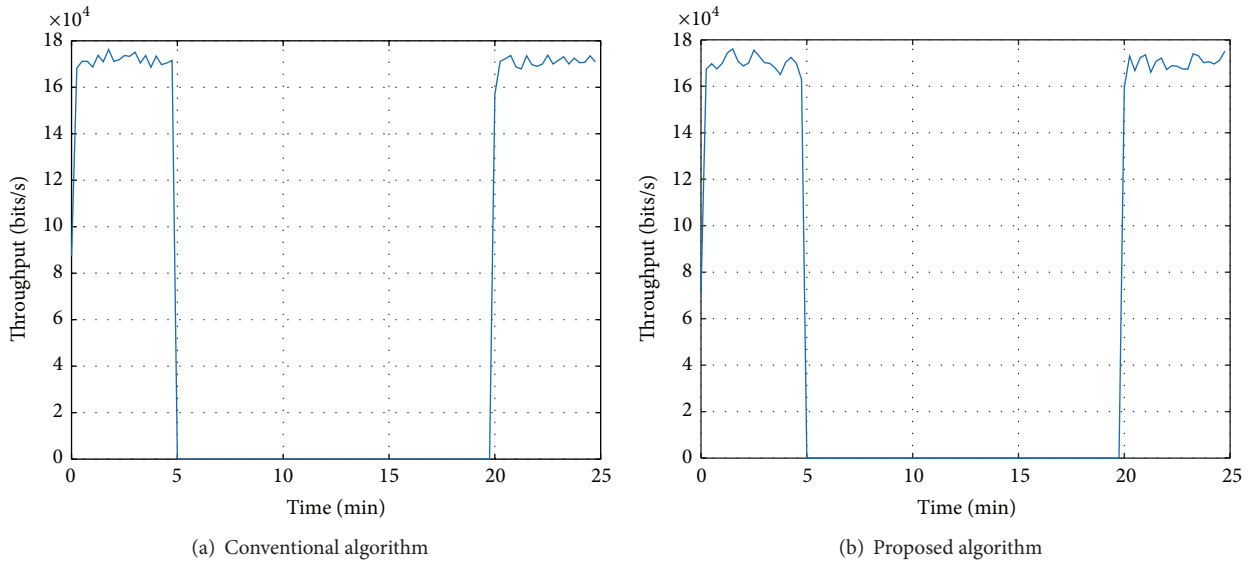 ×10⁴
18
16
14
12
10
8
6
4
2
0
Throughput (bits/s)
0 5 10 15 20 25
Time (min)
(a) Conventional algorithm
×10⁴
18
16
14
12
10
8
6
4
2
0
Throughput (bits/s)
0 5 10 15 20 25
Time (min)
(b) Proposed algorithm